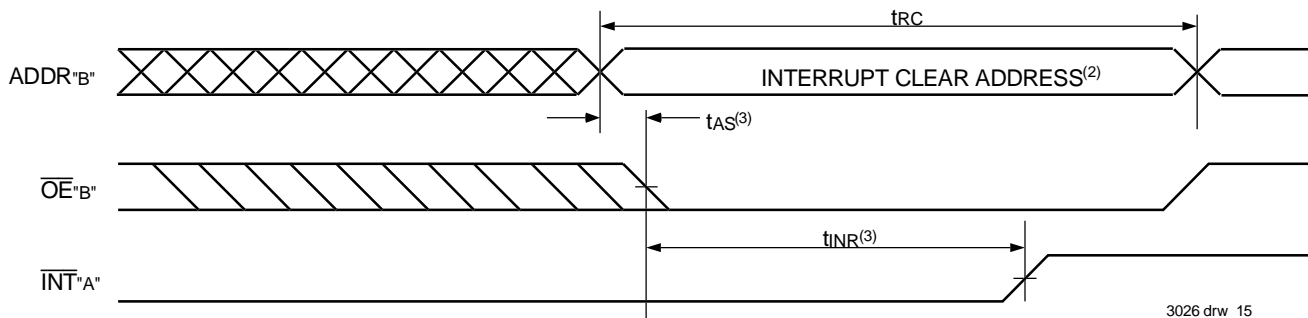 tRC
ADDR"B"
INTERRUPT CLEAR ADDRESS(2)
tAS(3)
OE"B"
tINR(3)
INT"A"
3026 drw 15